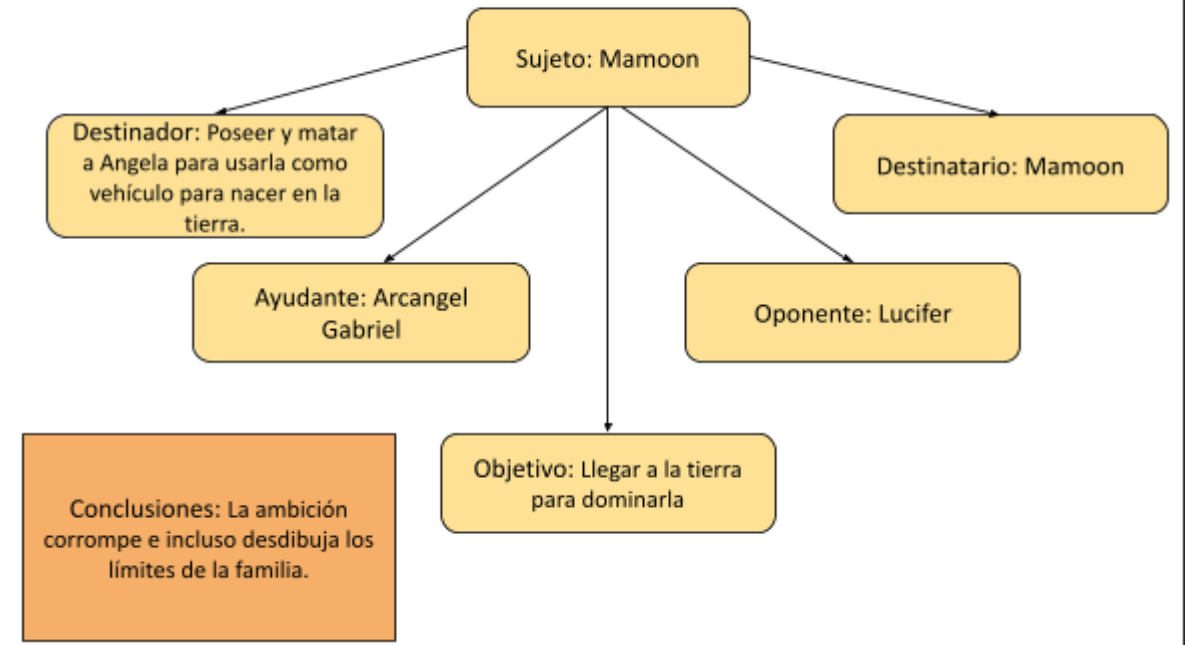 Sujeto: Mamoon
Destinador: Poseer y matar
a Angela para usarla como
vehículo para nacer en la
tierra.
Destinatario: Mamoon
Ayudante: Arcangel
Gabriel
Oponente: Lucifer
Objetivo: Llegar a la tierra
para dominarla
Conclusiones: La ambición
corrompe e incluso desdibuja los
límites de la familia.